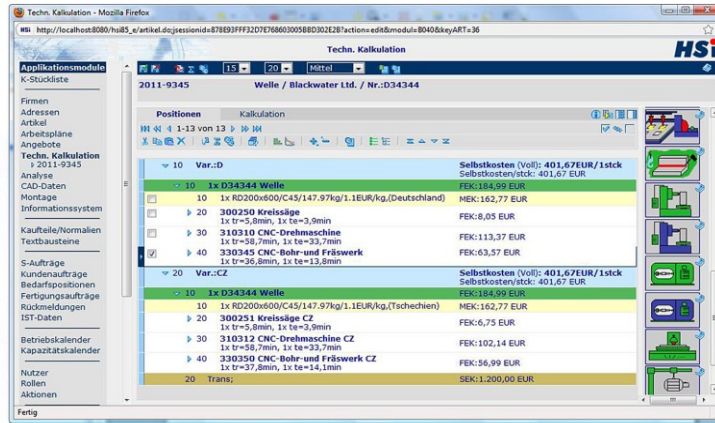 Techn. Kalkulation - Mozilla Firefox
HSi http://localhost:8080/hsi85_e/artikel.do;jsessionid=878E93FFF32D7E768603005BBD302E2B?action=edit&modul=8040&keyART=36
Techn. Kalkulation
HSi
Applikationsmodule
K-Stückliste
Firmen
Adressen
Artikel
Arbeitspläne
Angebote
Techn. Kalkulation
2011-9345
Analyse
CAD-Daten
Montage
Informationssystem
Kaufteile/Normalien
Textbausteine
S-Aufträge
Kundenaufträge
Bedarfspositionen
Fertigungsaufträge
Rückmeldungen
IST-Daten
Betriebskalender
Kapazitätskalender
Nutzer
Rollen
Aktionen
15 20 Mittel
2011-9345 Welle / Blackwater Ltd. / Nr.:D34344
Positionen Kalkulation
1-13 von 13
10 Var.:D Selbstkosten (Voll): 401,67EUR/1stck
Selbstkosten/stck: 401,67 EUR
10 1x D34344 Welle FEK:184,99 EUR
10 1x RD200x600/C45/147.97kg/1.1EUR/kg,(Deutschland) MEK:162,77 EUR
20 300250 Kreissäge FEK:8,05 EUR
1x tr=5,8min, 1x te=3,9min
30 310310 CNC-Drehmaschine FEK:113,37 EUR
1x tr=58,7min, 1x te=33,7min
40 330345 CNC-Bohr-und Fräswerk FEK:63,57 EUR
1x tr=36,8min, 1x te=13,8min
20 Var.:CZ Selbstkosten (Voll): 401,67EUR/1stck
Selbstkosten/stck: 401,67 EUR
10 1x D34344 Welle FEK:184,99 EUR
10 1x RD200x600/C45/147.97kg/1.1EUR/kg,(Tschechien) MEK:162,77 EUR
20 300251 Kreissäge CZ FEK:6,75 EUR
1x tr=5,8min, 1x te=3,9min
30 310312 CNC-Drehmaschine CZ FEK:102,14 EUR
1x tr=58,7min, 1x te=33,7min
40 330350 CNC-Bohr-und Fräswerk CZ FEK:56,99 EUR
1x tr=37,8min, 1x te=14,1min
20 Trans; SEK:1.200,00 EUR
Fertig